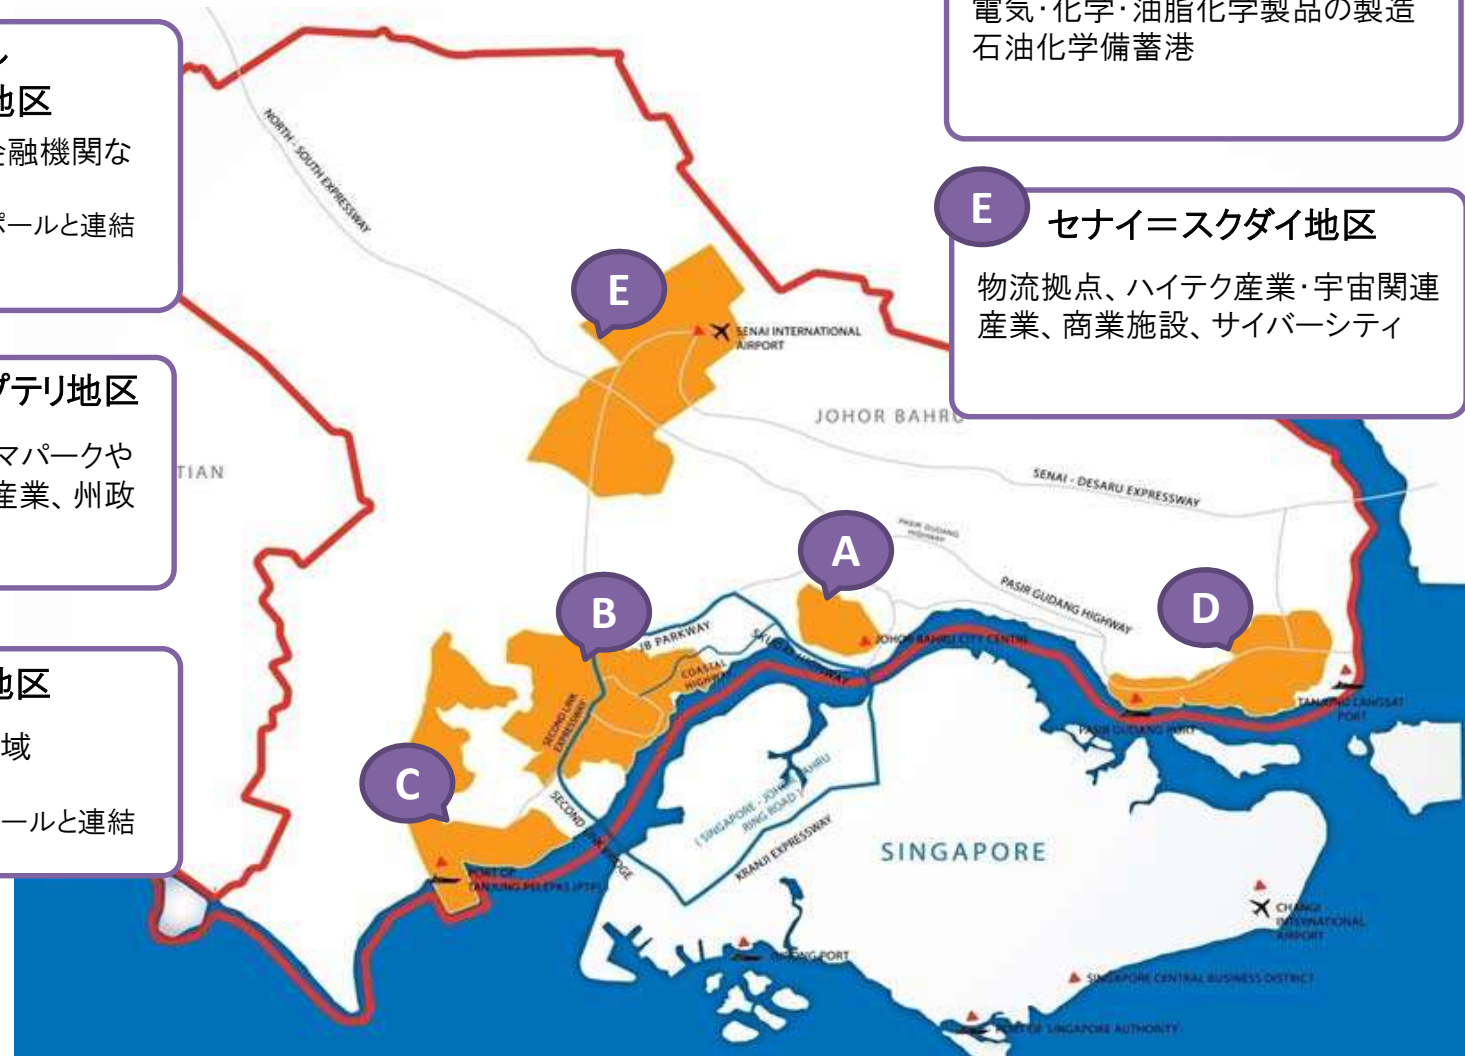 ル
地区
金融機関な
ポールと連結
プテリ地区
マパークや
産業、州政
地区
域
ールと連結
電気・化学・油脂化学製品の製造
石油化学備蓄港
E
セナイ＝スクダイ地区
物流拠点、ハイテク産業・宇宙関連
産業、商業施設、サイバーシティ
NORTH - SOUTH EXPRESSWAY
E
SENAI INTERNATIONAL
AIRPORT
JOHOR BAHRU
TIAN
SENAI - DESARU EXPRESSWAY
PASIR GUDANG
HIGHWAY
A
PASIR GUDANG HIGHWAY
D
B
JB PARKWAY
SKUDAI HIGHWAY
JOHOR BAHRU CITY CENTRE
COASTAL
HIGHWAY
SECOND LINK
EXPRESSWAY
TANJUNG LANGSAT
PORT
PASIR GUDANG PORT
C
SECOND LINK BRIDGE
( SINGAPORE - JOHOR BAHRU
RING ROAD )
KRANJI EXPRESSWAY
SINGAPORE
PORT OF
TANJUNG PELEPAS (PTP)
CHANGI
INTERNATIONAL
AIRPORT
JURONG PORT
SINGAPORE CENTRAL BUSINESS DISTRICT
PORT OF SINGAPORE AUTHORITY